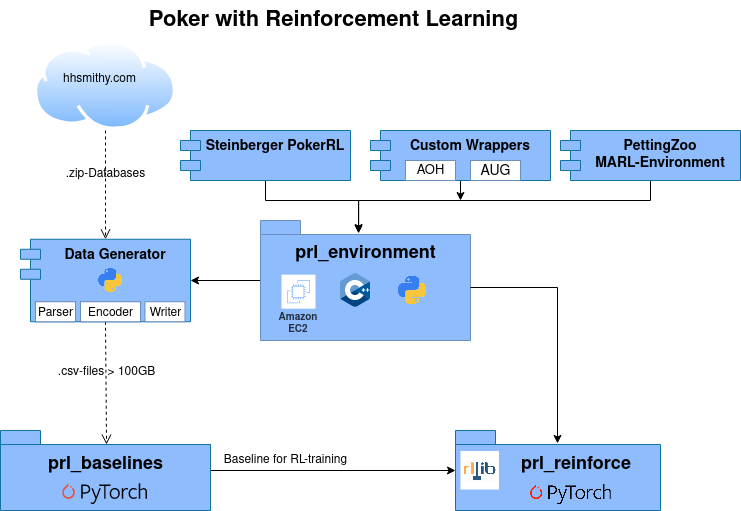 Poker with Reinforcement Learning
hhsmithy.com
.zip-Databases
Steinberger PokerRL
Custom Wrappers
AOH
AUG
PettingZoo
MARL-Environment
Data Generator
Parser
Encoder
Writer
prl_environment
Amazon
EC2
C++
.csv-files > 100GB
prl_baselines
PyTorch
Baseline for RL-training
rllib
prl_reinforce
PyTorch